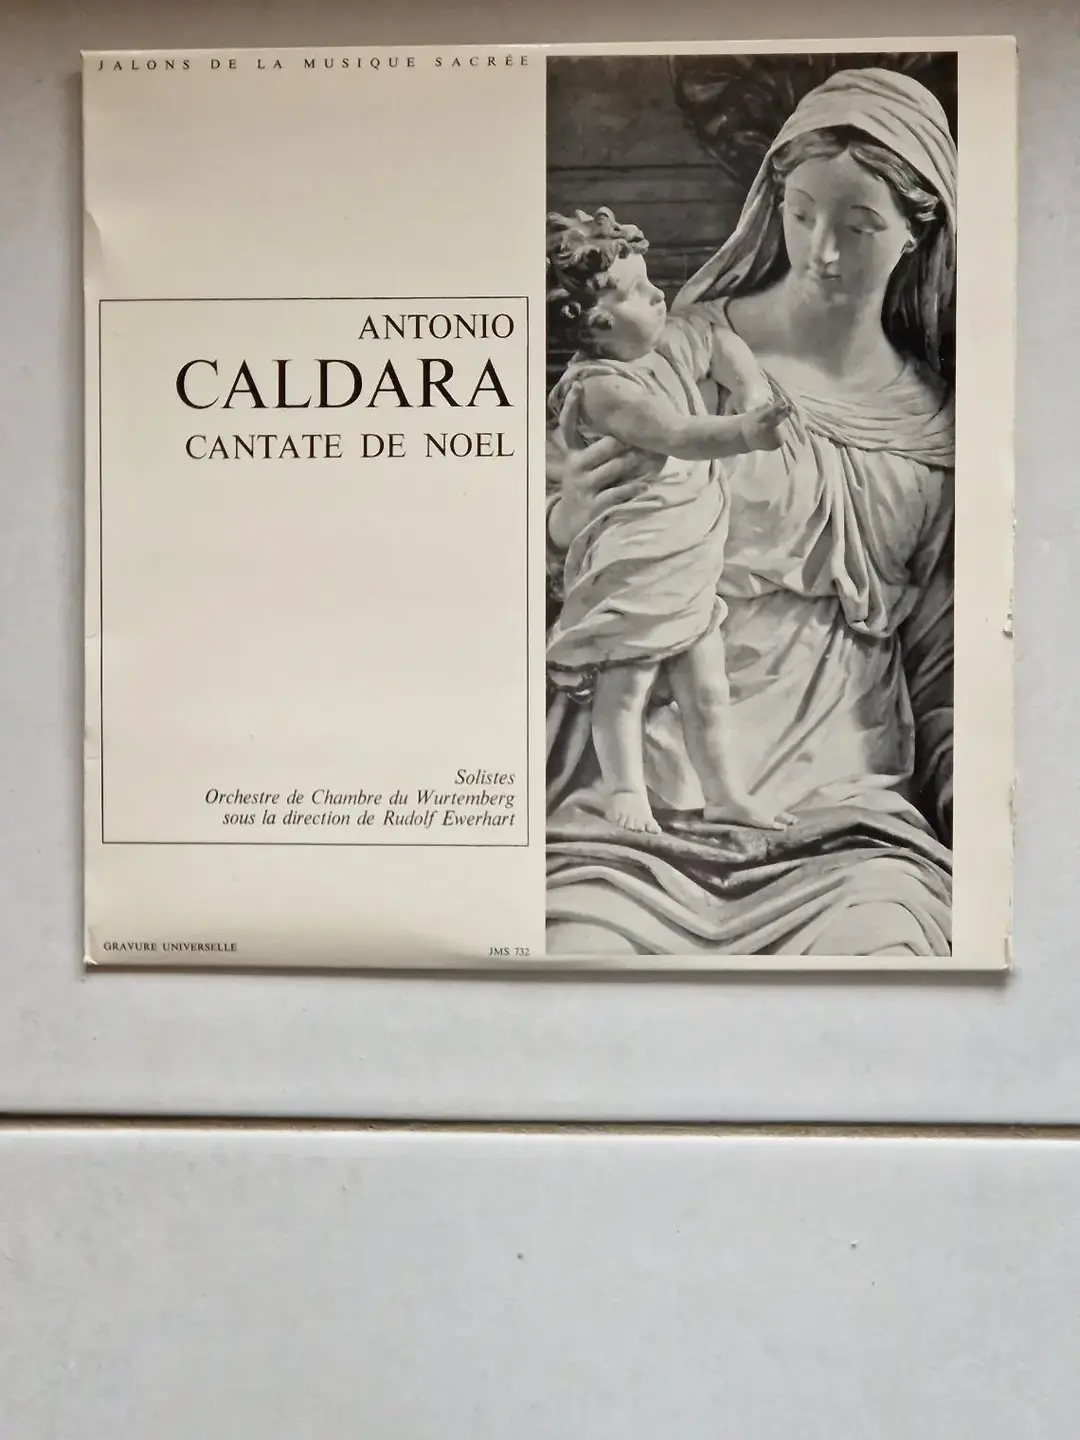 JALONS DE LA MUSIQUE SACRÉE
ANTONIO
CALDARA
CANTATE DE NOEL
Solistes
Orchestre de Chambre du Wurtemberg
sous la direction de Rudolf Ewerhart
GRAVURE UNIVERSELLE
JMS 732